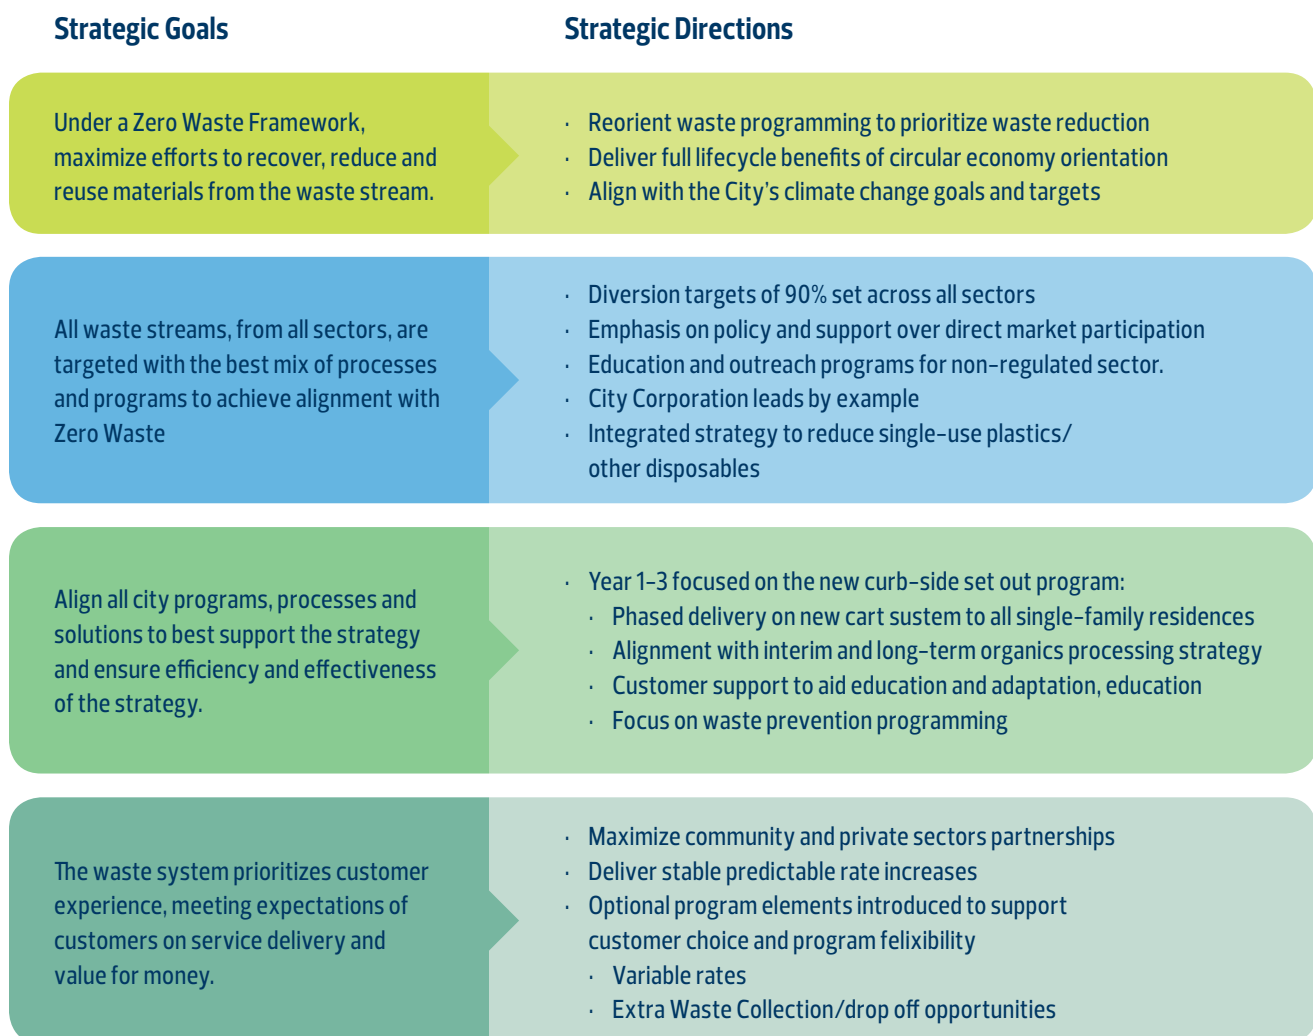 Strategic Goals
Strategic Directions
Under a Zero Waste Framework,
maximize efforts to recover, reduce and
reuse materials from the waste stream.
· Reorient waste programming to prioritize waste reduction
· Deliver full lifecycle benefits of circular economy orientation
· Align with the City's climate change goals and targets
All waste streams, from all sectors, are
targeted with the best mix of processes
and programs to achieve alignment with
Zero Waste
· Diversion targets of 90% set across all sectors
· Emphasis on policy and support over direct market participation
· Education and outreach programs for non-regulated sector.
· City Corporation leads by example
· Integrated strategy to reduce single-use plastics/
other disposables
Align all city programs, processes and
solutions to best support the strategy
and ensure efficiency and effectiveness
of the strategy.
· Year 1-3 focused on the new curb-side set out program:
· Phased delivery on new cart sustem to all single-family residences
· Alignment with interim and long-term organics processing strategy
· Customer support to aid education and adaptation, education
· Focus on waste prevention programming
The waste system prioritizes customer
experience, meeting expectations of
customers on service delivery and
value for money.
· Maximize community and private sectors partnerships
· Deliver stable predictable rate increases
· Optional program elements introduced to support
customer choice and program felixibility
· Variable rates
· Extra Waste Collection/drop off opportunities